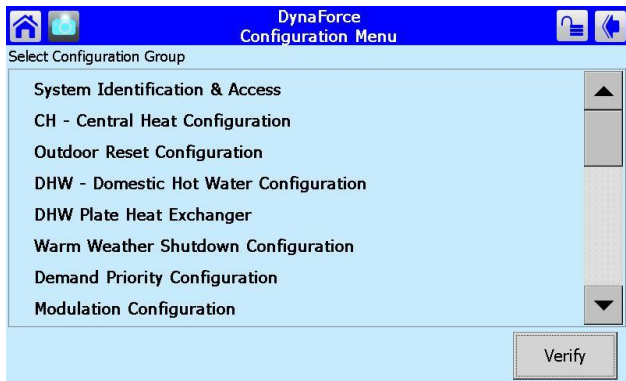 DynaForce
Configuration Menu
Select Configuration Group
System Identification & Access
CH - Central Heat Configuration
Outdoor Reset Configuration
DHW - Domestic Hot Water Configuration
DHW Plate Heat Exchanger
Warm Weather Shutdown Configuration
Demand Priority Configuration
Modulation Configuration
Verify